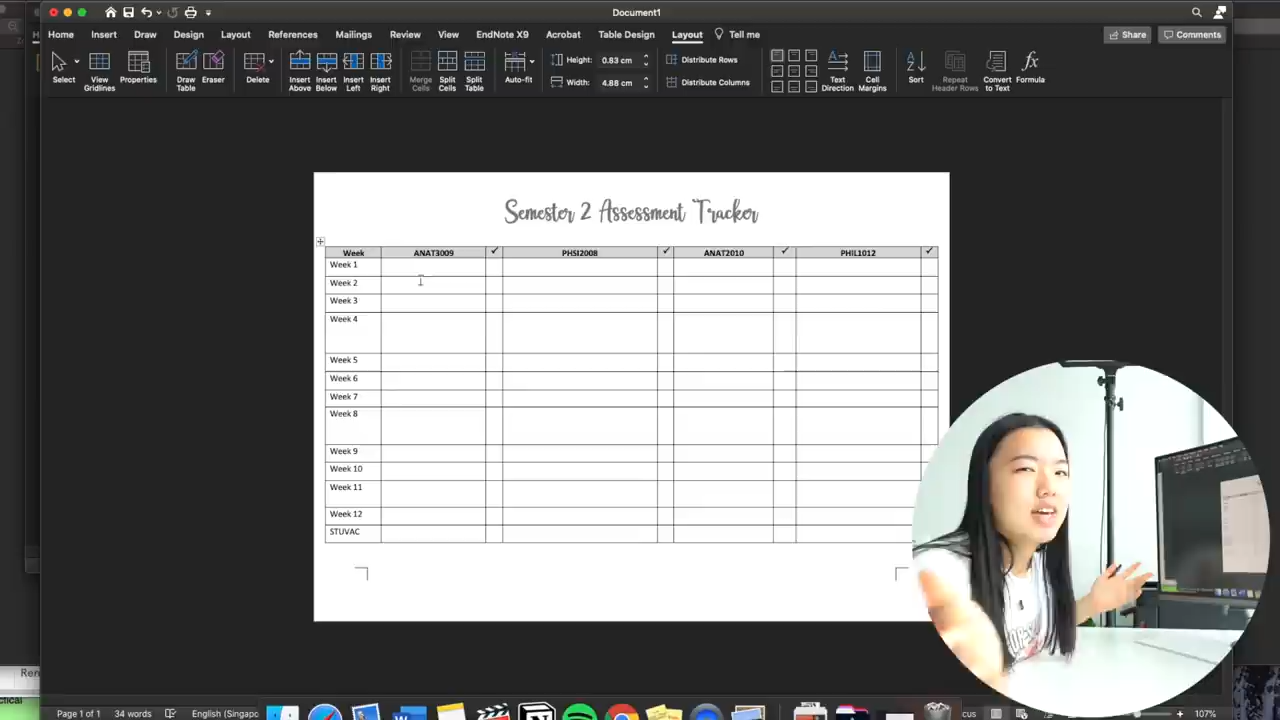 Document1
Home Insert Draw Design Layout References Mailings Review View EndNote X9 Acrobat Table Design Layout Tell me Share Comments
Select
View Gridlines
Properties
Draw Table
Eraser
Delete
Insert Above
Insert Below
Insert Left
Insert Right
Merge Cells
Split Cells
Split Table
Auto-fit
Height: 0.83 cm
Width: 4.88 cm
Distribute Rows
Distribute Columns
Text Direction
Cell Margins
Sort
Repeat Header Rows
Convert to Text
Formula
Semester 2 Assessment Tracker
Week ANAT3009 ✓ PHSI2008 ✓ ANAT2010 ✓ PHIL1012 ✓
Week 1
Week 2
Week 3
Week 4
Week 5
Week 6
Week 7
Week 8
Week 9
Week 10
Week 11
Week 12
STUVAC
Page 1 of 1 34 words English (Singapo cus 107%